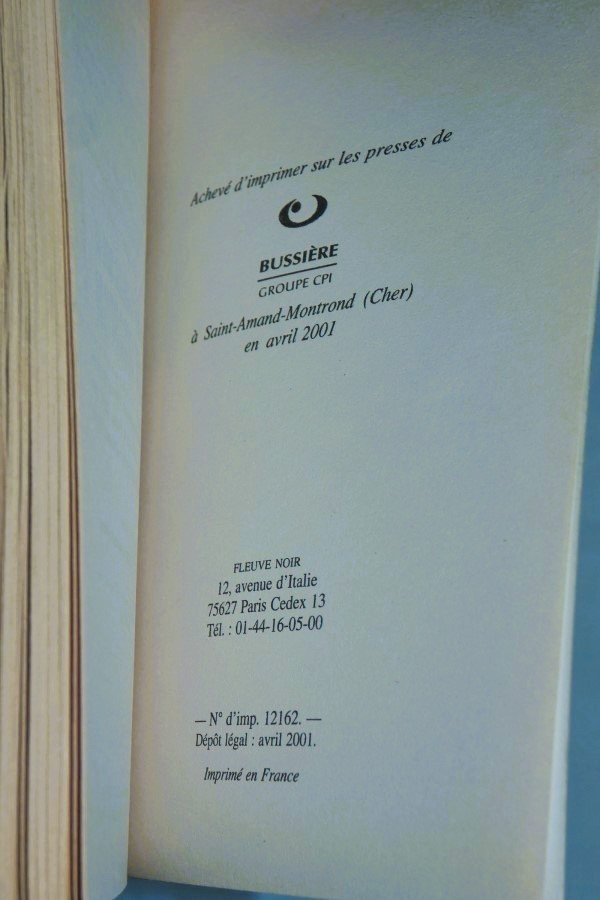 Achevé d'imprimer sur les presses de
BUSSIÈRE
GROUPE CPI
à Saint-Amand-Montrond (Cher)
en avril 2001
FLEUVE NOIR
12, avenue d'Italie
75627 Paris Cedex 13
Tél. : 01-44-16-05-00
— N° d'imp. 12162. —
Dépôt légal : avril 2001.
Imprimé en France